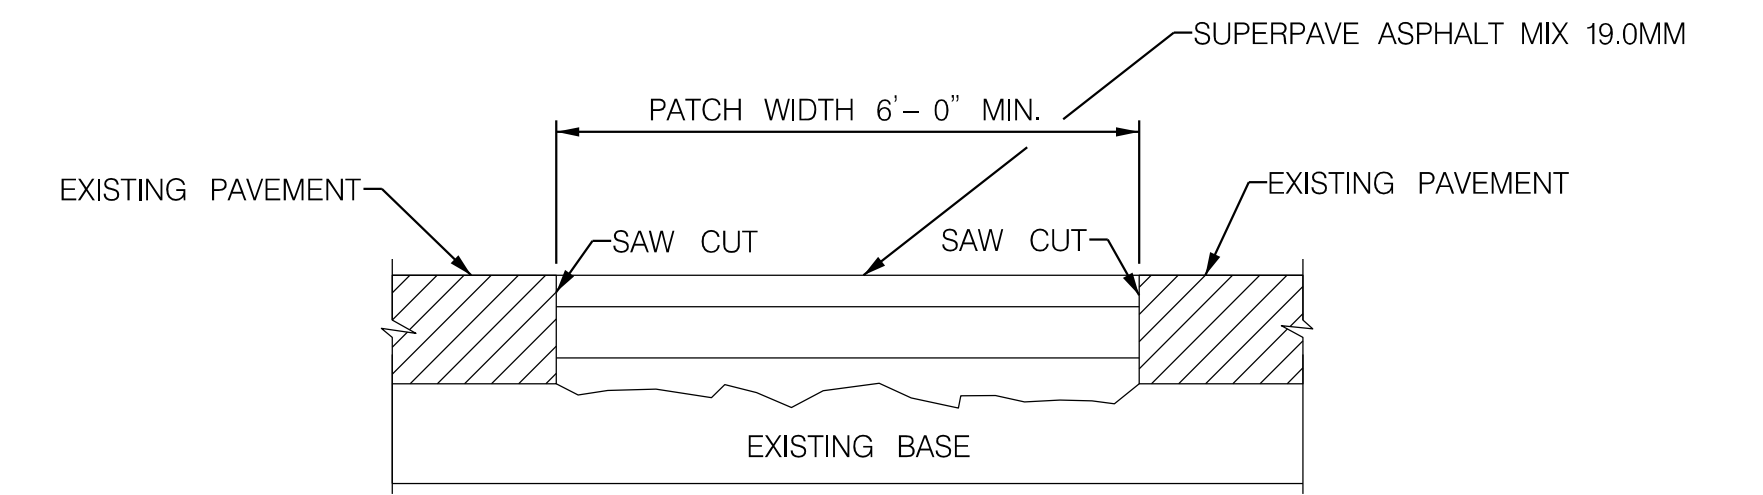 SUPERPAVE ASPHALT MIX 19.0MM
PATCH WIDTH 6'- 0" MIN.
EXISTING PAVEMENT
EXISTING PAVEMENT
SAW CUT
SAW CUT
EXISTING BASE